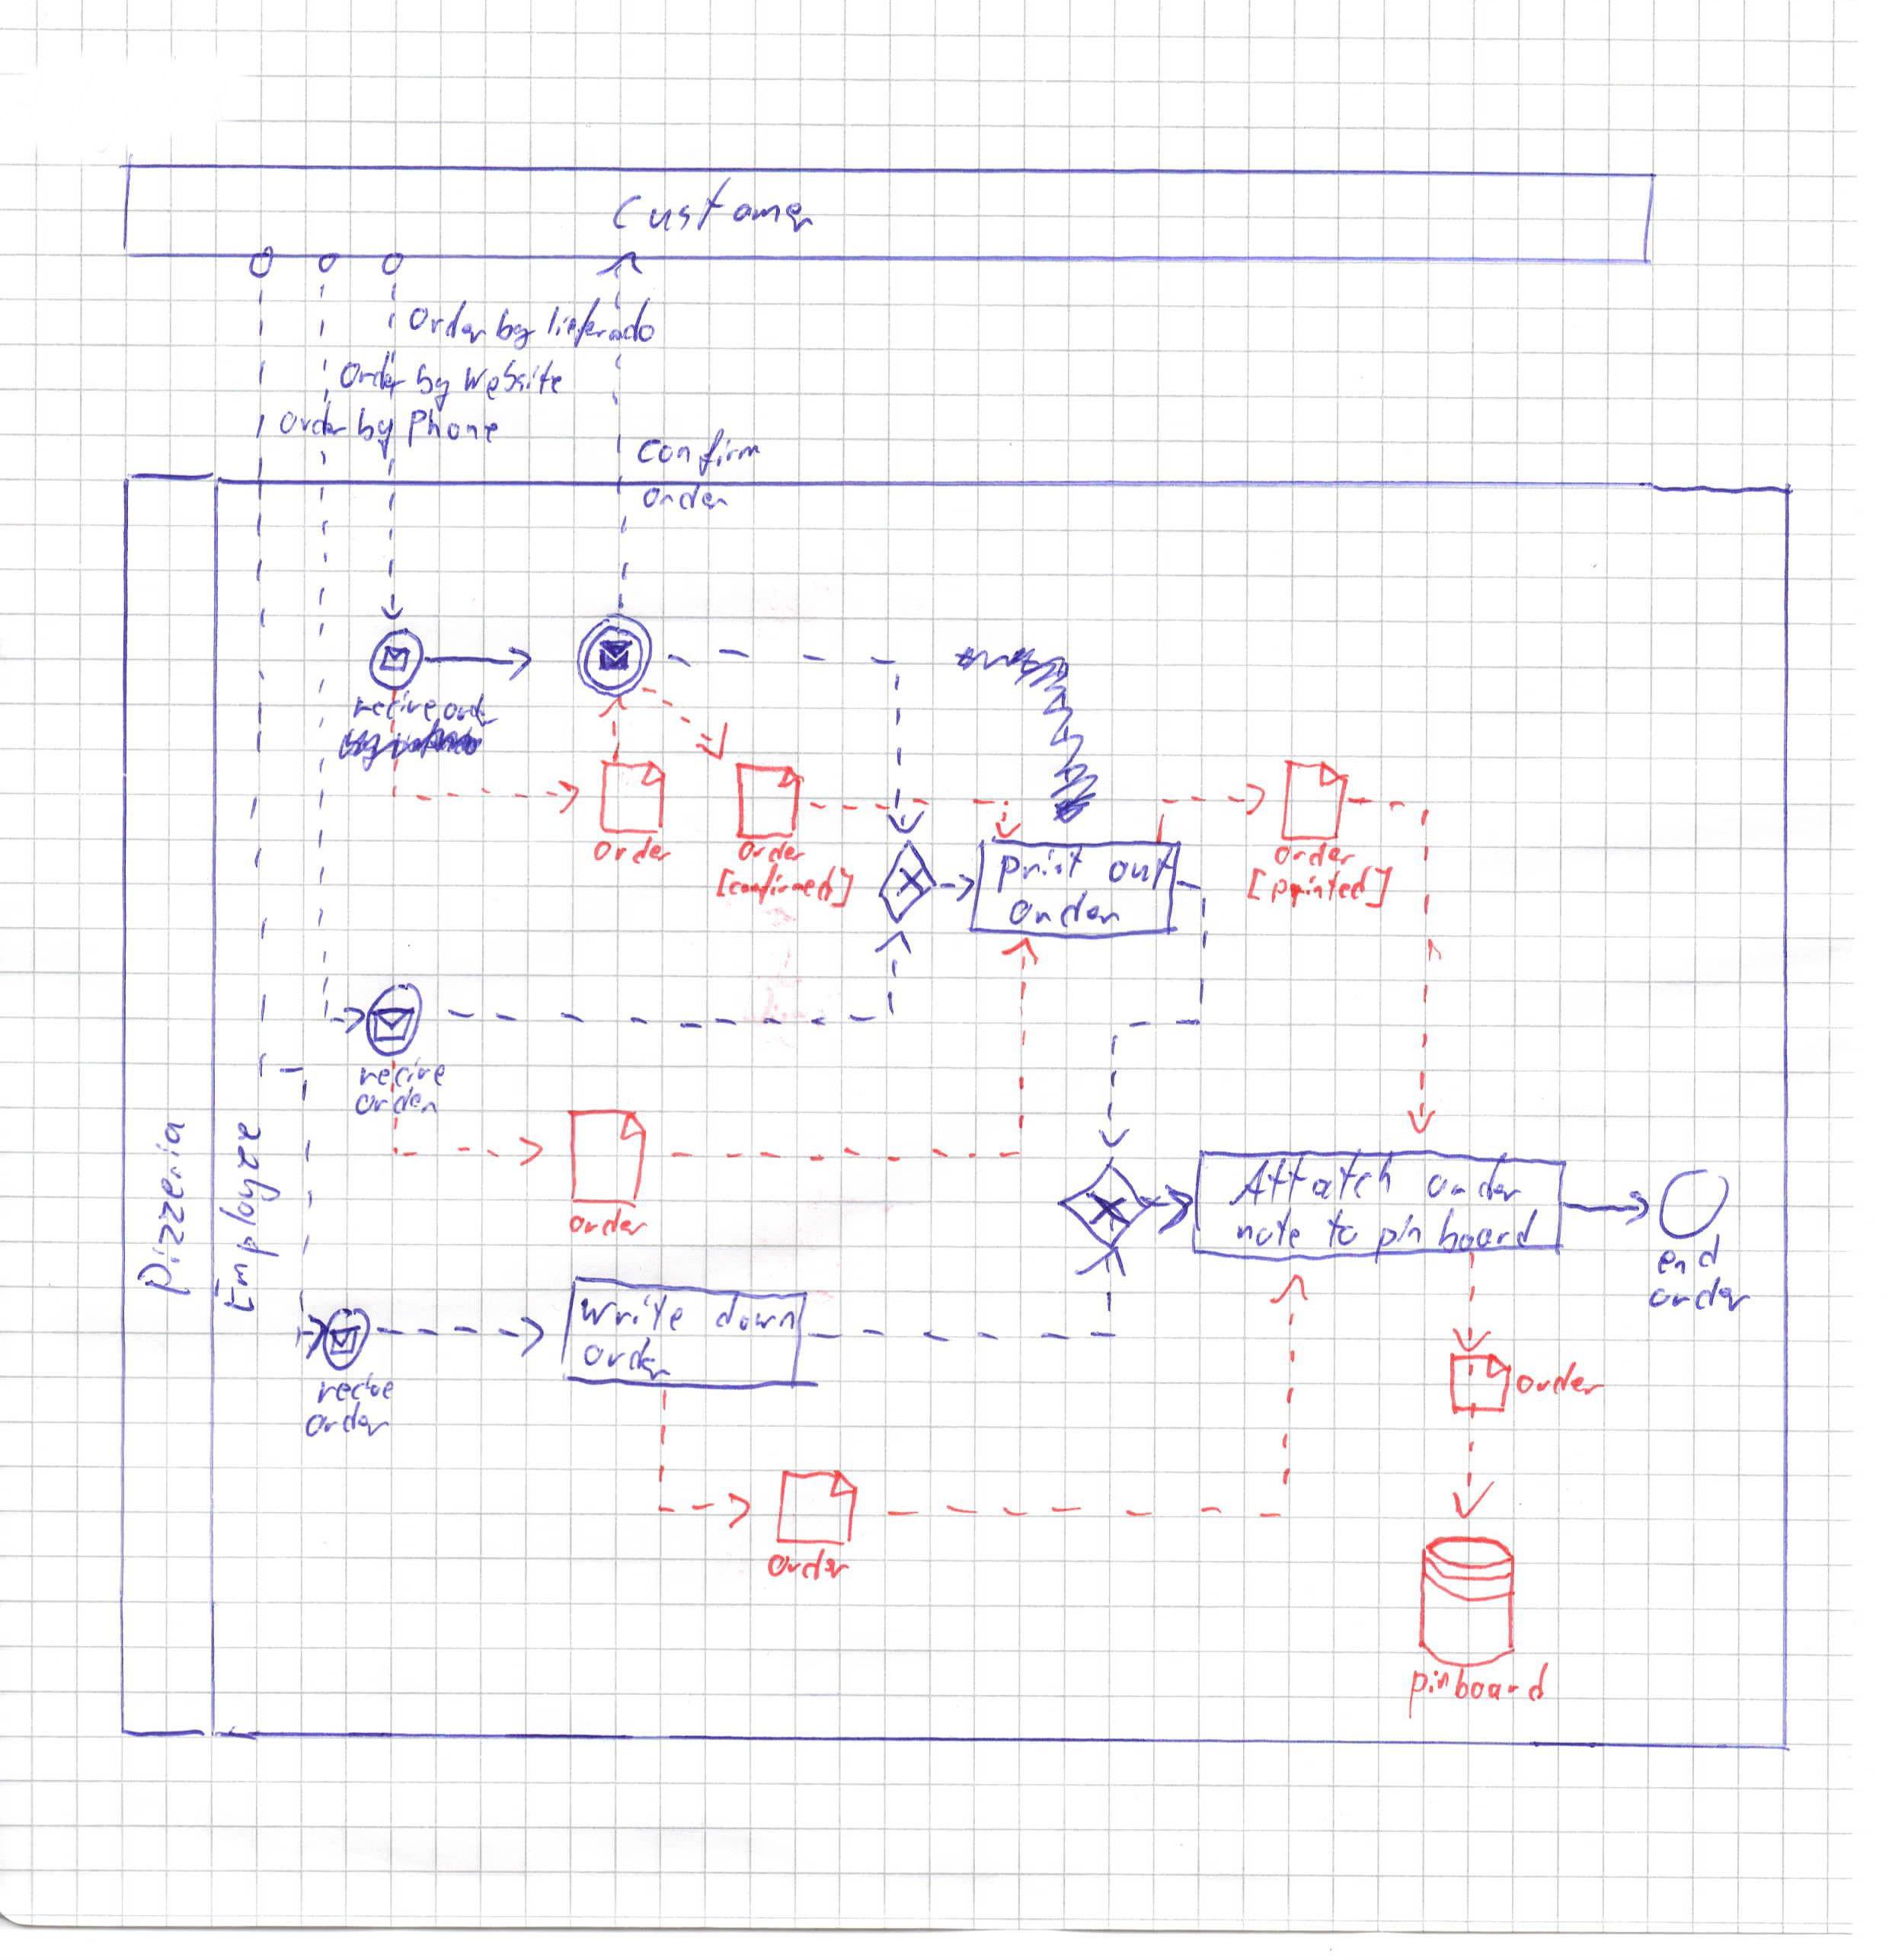 Customer
Order by lieferado
Order by Website
Order by Phone
Confirm
order
recive order
order
order
[confirmed]
print out
order
order
[printed]
recive
order
order
Pizzeria
Employee
Attatch order
note to pin board
end
order
write down
order
recive
order
order
order
pinboard